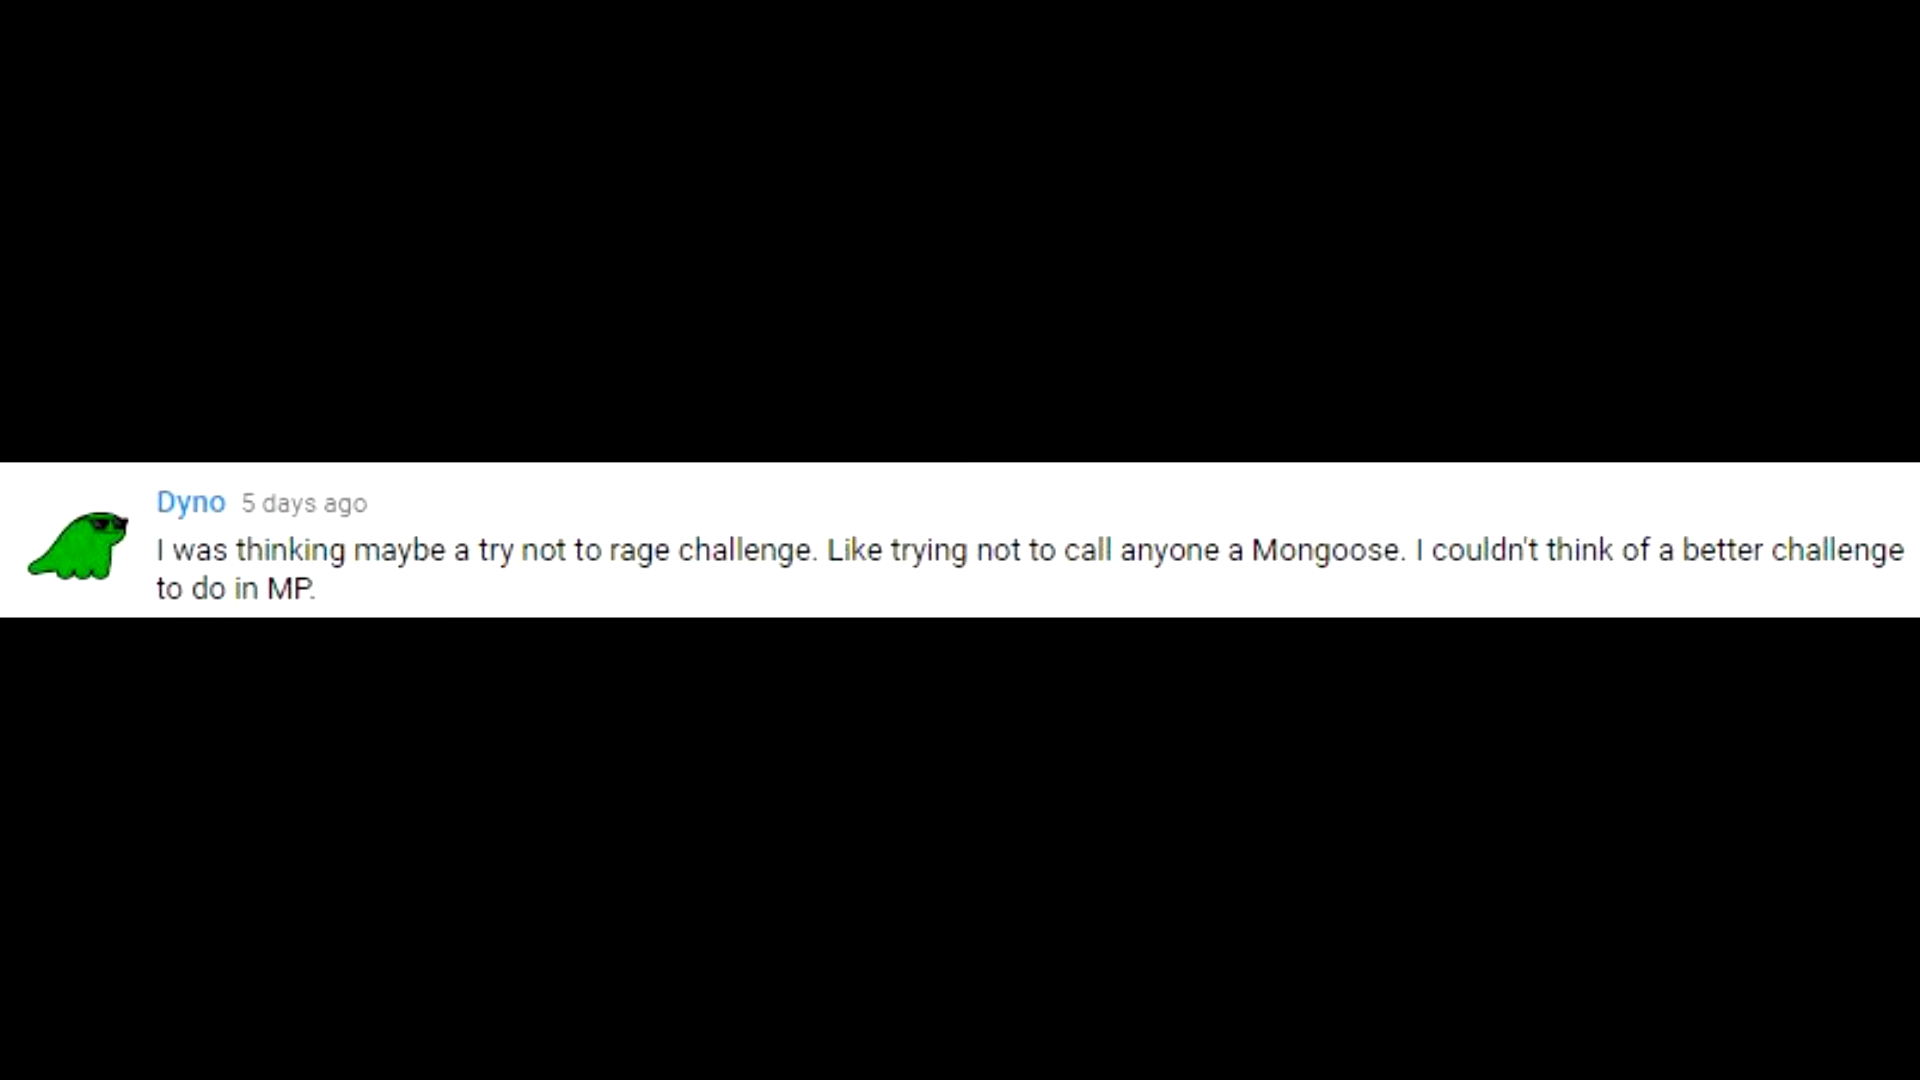 Dyno 5 days ago
I was thinking maybe a try not to rage challenge. Like trying not to call anyone a Mongoose. I couldn't think of a better challenge
to do in MP.